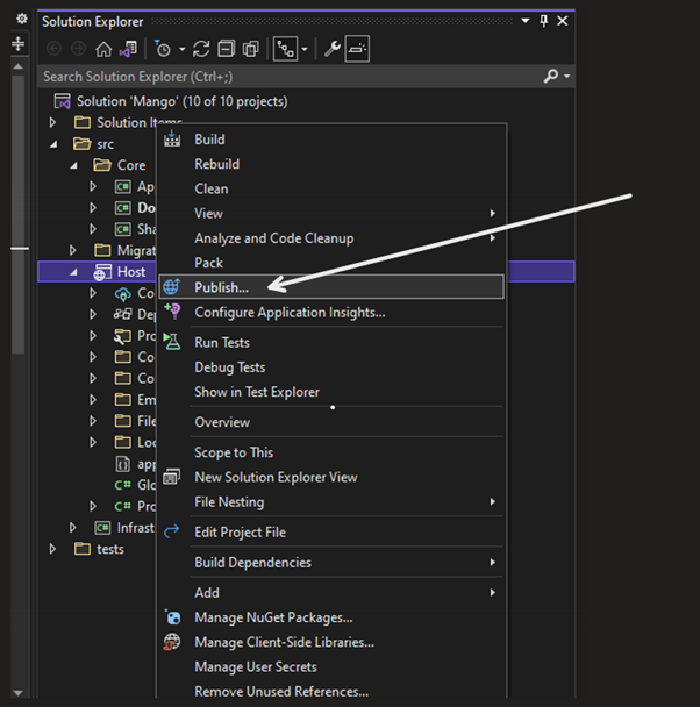 Solution Explorer
Search Solution Explorer (Ctrl+;)
Solution 'Mango' (10 of 10 projects)
Solution Items
src
Core
Ap
Do
Sha
Migrat
Host
Co
Dep
Pro
Co
Co
Em
File
Loc
app
Glo
Pro
Infrast
tests
Build
Rebuild
Clean
View
Analyze and Code Cleanup
Pack
Publish...
Configure Application Insights...
Run Tests
Debug Tests
Show in Test Explorer
Overview
Scope to This
New Solution Explorer View
File Nesting
Edit Project File
Build Dependencies
Add
Manage NuGet Packages...
Manage Client-Side Libraries...
Manage User Secrets
Remove Unused References...